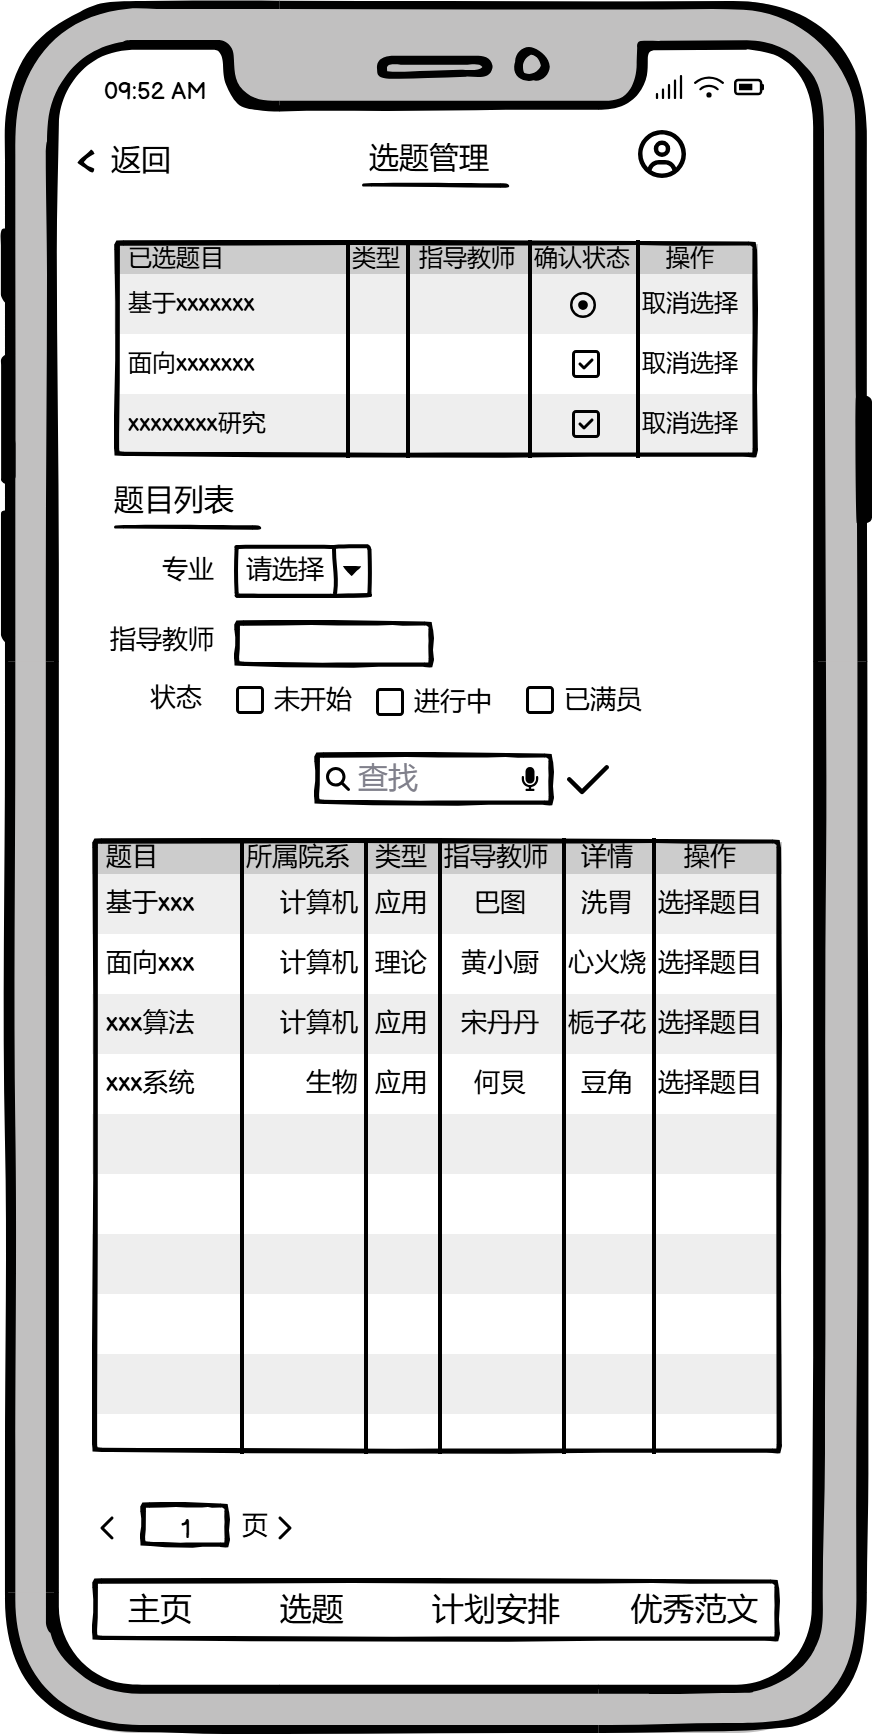 09:52 AM
返回 选题管理
已选题目 类型 指导教师 确认状态 操作
基于xxxxxxx 取消选择
面向xxxxxxx 取消选择
xxxxxxxx研究 取消选择
题目列表
专业 请选择
指导教师
状态 未开始 进行中 已满员
查找
题目 所属院系 类型 指导教师 详情 操作
基于xxx 计算机 应用 巴图 洗胃 选择题目
面向xxx 计算机 理论 黄小厨 心火烧 选择题目
xxx算法 计算机 应用 宋丹丹 栀子花 选择题目
xxx系统 生物 应用 何炅 豆角 选择题目
1 页
主页 选题 计划安排 优秀范文